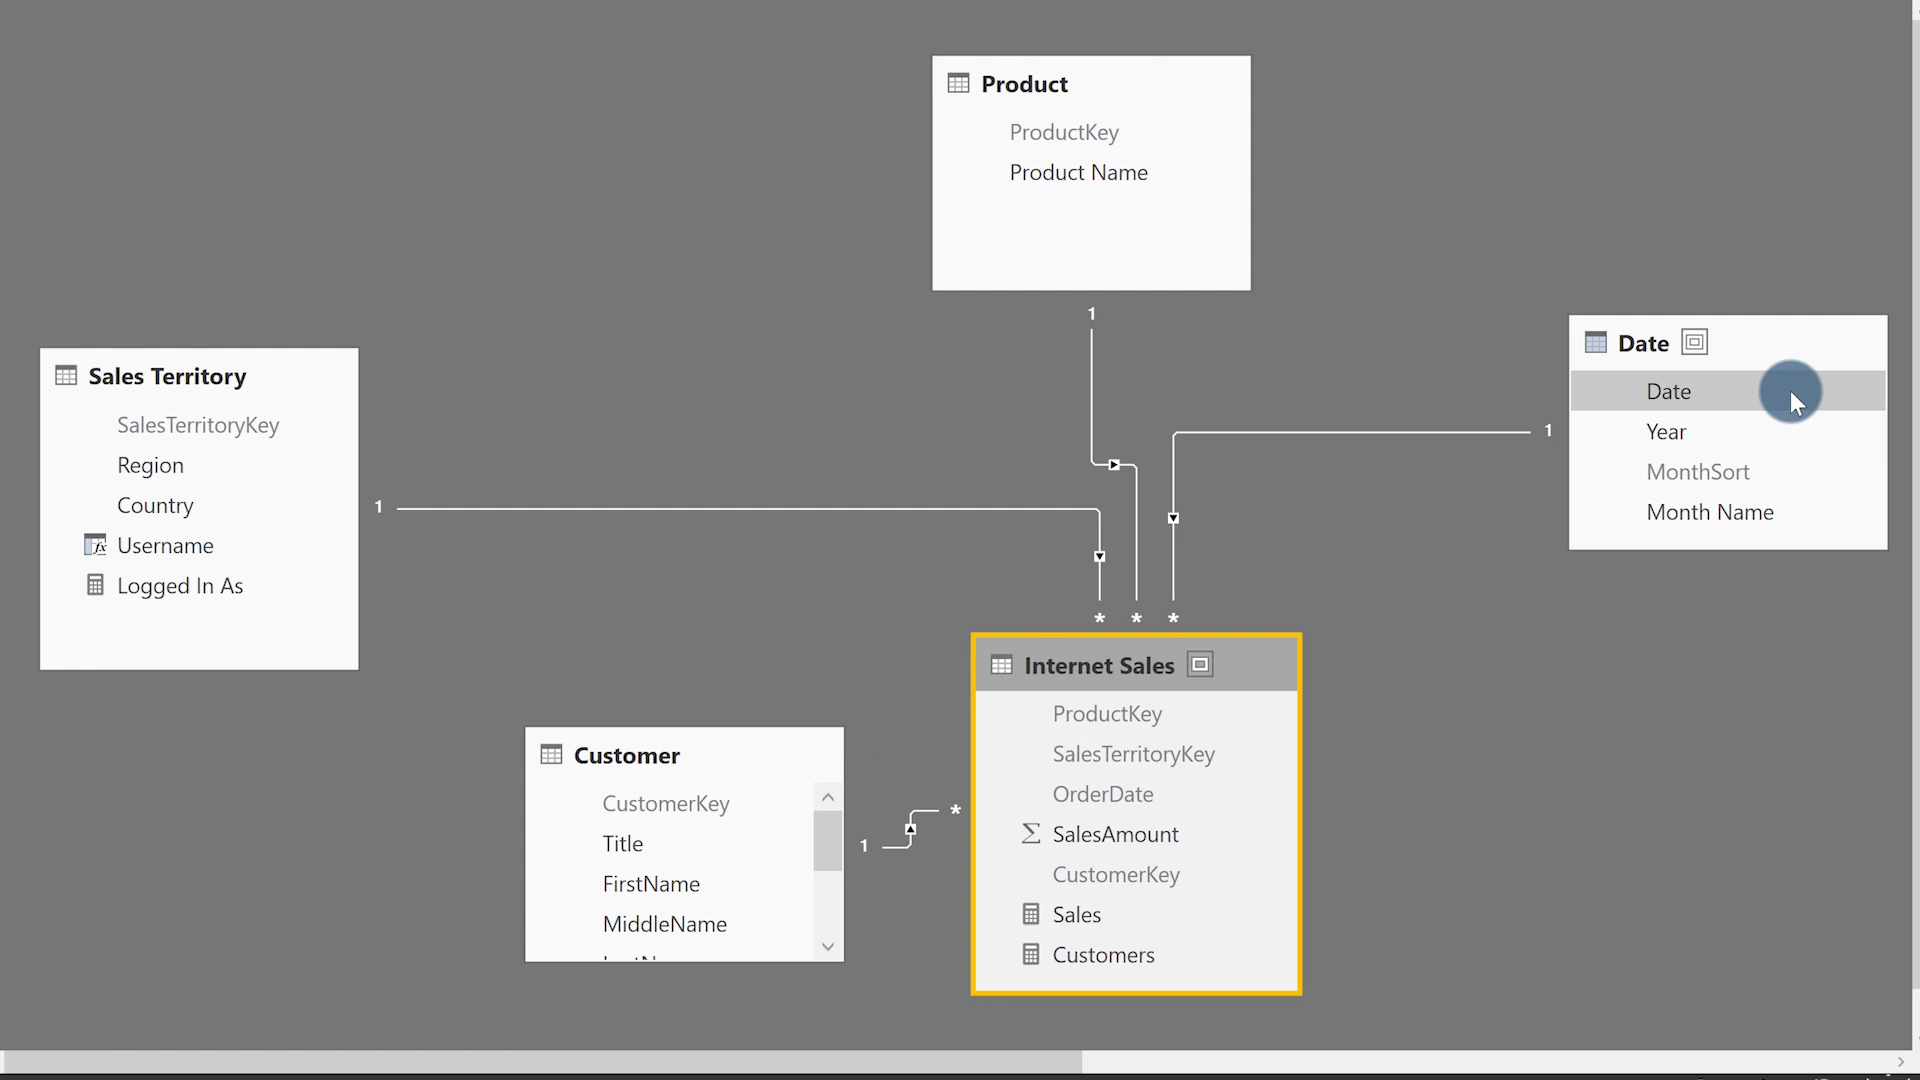 Product
ProductKey
Product Name
1
Date
Date
Year
MonthSort
Month Name
1
Sales Territory
SalesTerritoryKey
Region
Country
Username
Logged In As
1
* * *
Internet Sales
ProductKey
SalesTerritoryKey
OrderDate
SalesAmount
CustomerKey
Sales
Customers
Customer
CustomerKey
Title
FirstName
MiddleName
1
*